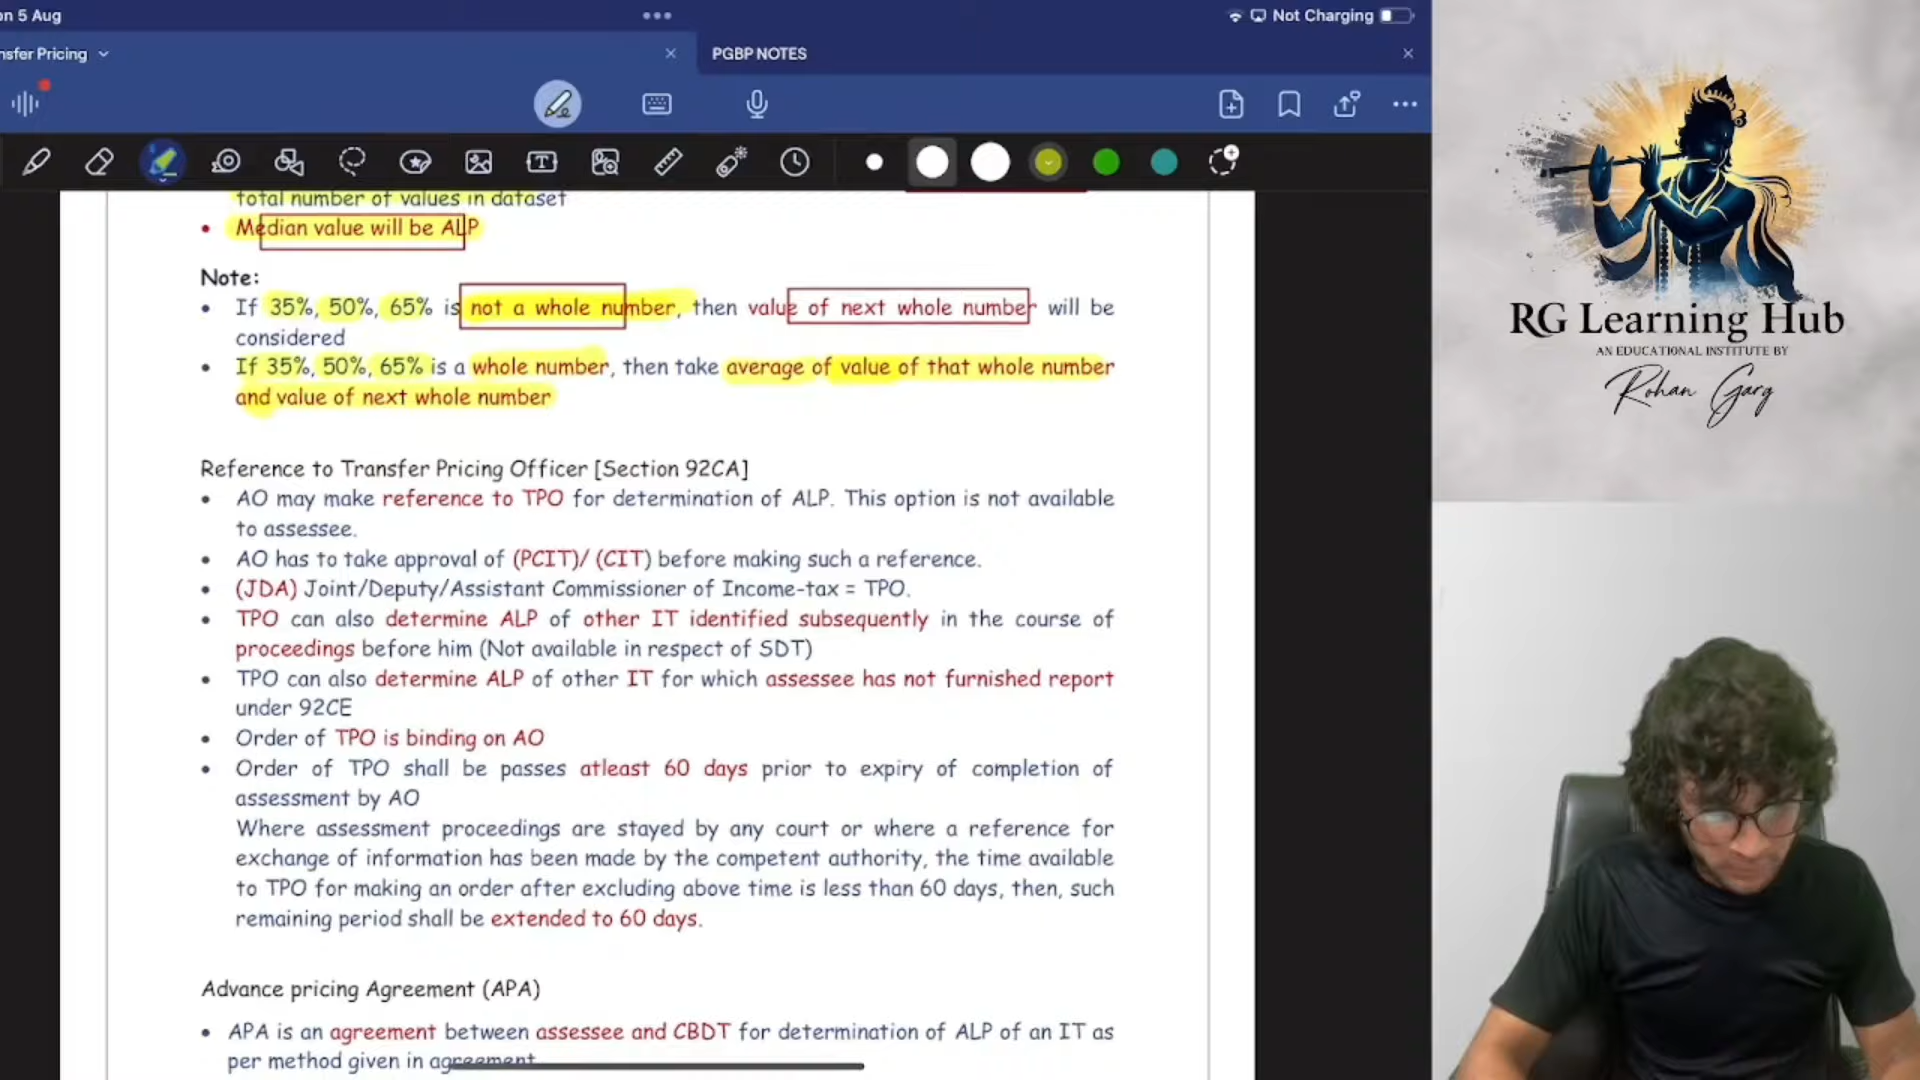 on 5 Aug
Not Charging
nsfer Pricing
PGBP NOTES
total number of values in dataset
• Median value will be ALP
Note:
• If 35%, 50%, 65% is not a whole number, then value of next whole number will be
considered
• If 35%, 50%, 65% is a whole number, then take average of value of that whole number
and value of next whole number
Reference to Transfer Pricing Officer [Section 92CA]
• AO may make reference to TPO for determination of ALP. This option is not available
to assessee.
• AO has to take approval of (PCIT)/ (CIT) before making such a reference.
• (JDA) Joint/Deputy/Assistant Commissioner of Income-tax = TPO.
• TPO can also determine ALP of other IT identified subsequently in the course of
proceedings before him (Not available in respect of SDT)
• TPO can also determine ALP of other IT for which assessee has not furnished report
under 92CE
• Order of TPO is binding on AO
• Order of TPO shall be passes atleast 60 days prior to expiry of completion of
assessment by AO
Where assessment proceedings are stayed by any court or where a reference for
exchange of information has been made by the competent authority, the time available
to TPO for making an order after excluding above time is less than 60 days, then, such
remaining period shall be extended to 60 days.
Advance pricing Agreement (APA)
• APA is an agreement between assessee and CBDT for determination of ALP of an IT as
per method given in agreement
RG Learning Hub
AN EDUCATIONAL INSTITUTE BY
Rohan Garg